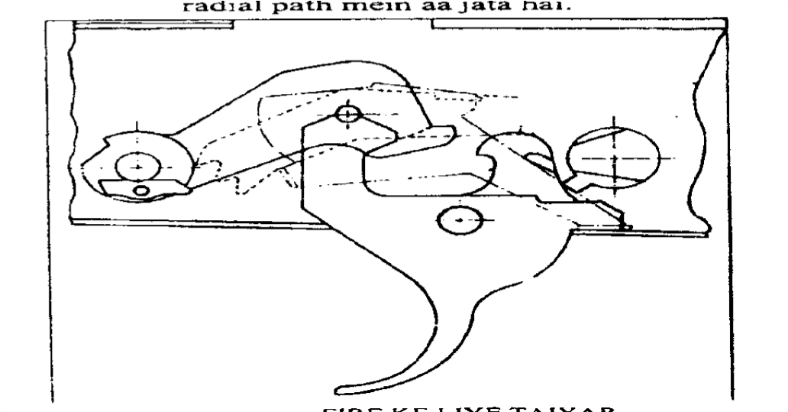 radial path mein aa jata hai.
FIRE KE LIYE TAIYAR